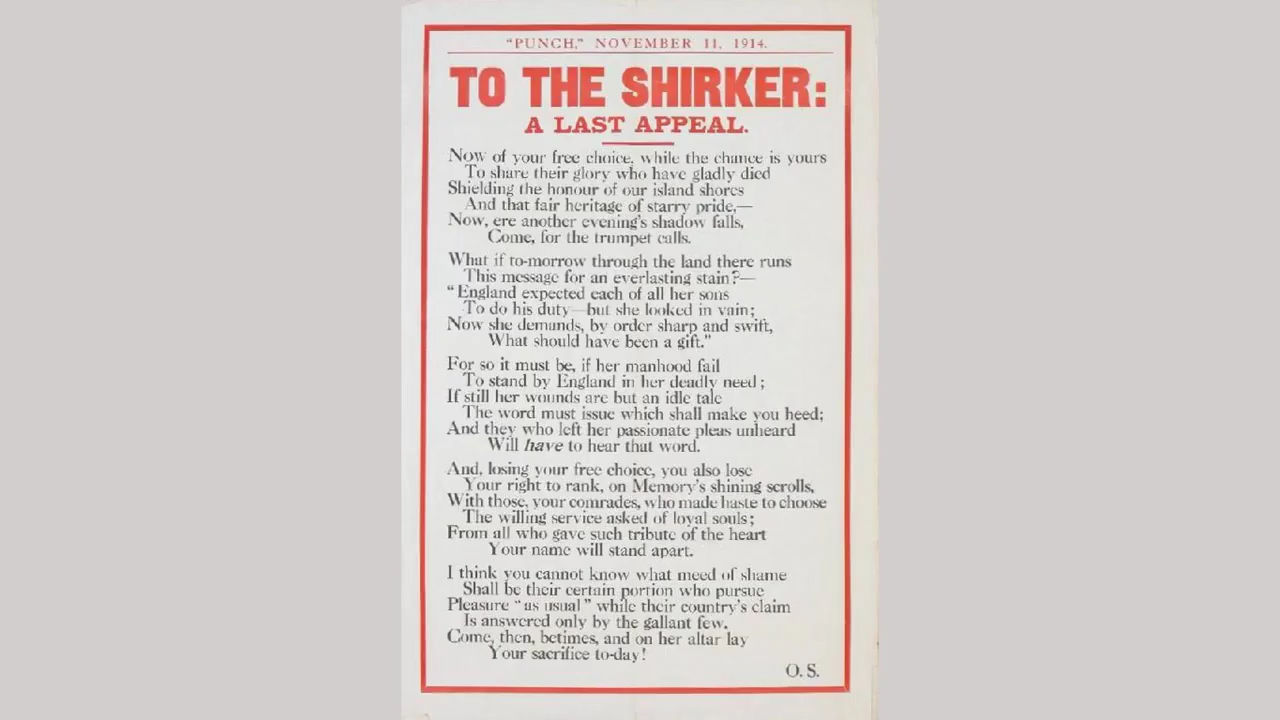 "PUNCH," NOVEMBER 11, 1914.
TO THE SHIRKER:
A LAST APPEAL.
Now of your free choice, while the chance is yours
To share their glory who have gladly died
Shielding the honour of our island shores
And that fair heritage of starry pride,—
Now, ere another evening's shadow falls,
Come, for the trumpet calls.
What if to-morrow through the land there runs
This message for an everlasting stain?—
"England expected each of all her sons
To do his duty—but she looked in vain;
Now she demands, by order sharp and swift,
What should have been a gift."
For so it must be, if her manhood fail
To stand by England in her deadly need;
If still her wounds are but an idle tale
The word must issue which shall make you heed;
And they who left her passionate pleas unheard
Will have to hear that word.
And, losing your free choice, you also lose
Your right to rank, on Memory's shining scrolls,
With those, your comrades, who made haste to choose
The willing service asked of loyal souls;
From all who gave such tribute of the heart
Your name will stand apart.
I think you cannot know what meed of shame
Shall be their certain portion who pursue
Pleasure "as usual" while their country's claim
Is answered only by the gallant few.
Come, then, betimes, and on her altar lay
Your sacrifice to-day!
O. S.